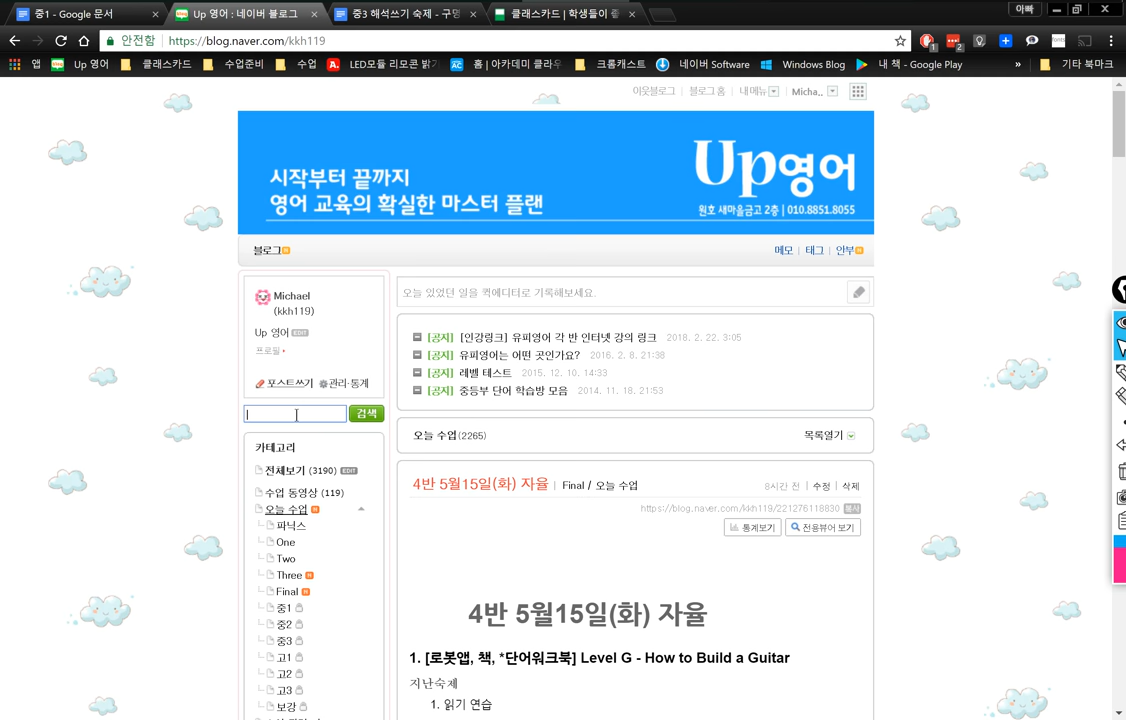 중1 - Google 문서
Up 영어 : 네이버 블로그
중3 해석쓰기 숙제 - 구멍
클래스카드 | 학생들이 좋
아빠
안전함
https://blog.naver.com/kkh119
앱
Up 영어
클래스카드
수업준비
수업
LED모듈 리모콘 밝기
홈 | 아카데미 클라우
크롬캐스트
네이버 Software
Windows Blog
내 책 - Google Play
»
기타 북마크
이웃블로그 | 블로그 홈 | 내 메뉴 | Micha..
시작부터 끝까지
영어 교육의 확실한 마스터 플랜
Up영어
원호 새마을금고 2층 | 010.8851.8055
블로그
메모 | 태그 | 안부
Michael
(kkh119)
Up 영어 EDIT
프로필
포스트쓰기 관리·통계
검색
카테고리
전체보기 (3190) EDIT
수업 동영상 (119)
오늘 수업
파닉스
One
Two
Three
Final
중1
중2
중3
고1
고2
고3
보강
오늘 있었던 일을 퀵에디터로 기록해보세요.
[공지] [인강링크] 유피영어 각 반 인터넷 강의 링크 2018. 2. 22. 3:05
[공지] 유피영어는 어떤 곳인가요? 2016. 2. 8. 21:38
[공지] 레벨 테스트 2015. 12. 10. 14:33
[공지] 중등부 단어 학습방 모음 2014. 11. 18. 21:53
오늘 수업(2265)
목록열기
4반 5월15일(화) 자율 | Final / 오늘 수업
8시간 전 | 수정 | 삭제
https://blog.naver.com/kkh119/221276118830 복사
통계보기
전용뷰어 보기
4반 5월15일(화) 자율
1. [로봇앱, 책, *단어워크북] Level G - How to Build a Guitar
지난숙제
1. 읽기 연습